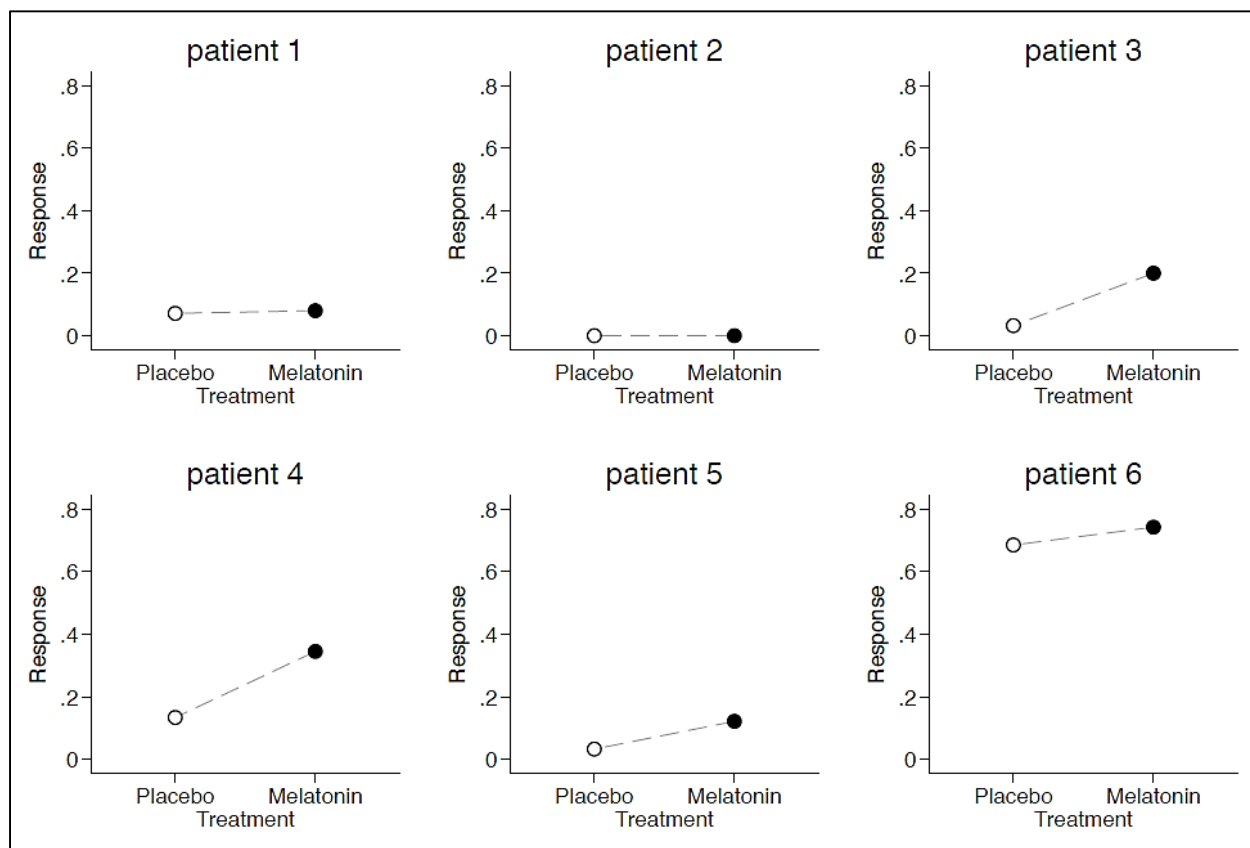 patient 1
patient 2
patient 3
.8
.6
.4
.2
0
Response
Placebo Melatonin
Treatment
.8
.6
.4
.2
0
Response
Placebo Melatonin
Treatment
.8
.6
.4
.2
0
Response
Placebo Melatonin
Treatment
patient 4
patient 5
patient 6
.8
.6
.4
.2
0
Response
Placebo Melatonin
Treatment
.8
.6
.4
.2
0
Response
Placebo Melatonin
Treatment
.8
.6
.4
.2
0
Response
Placebo Melatonin
Treatment